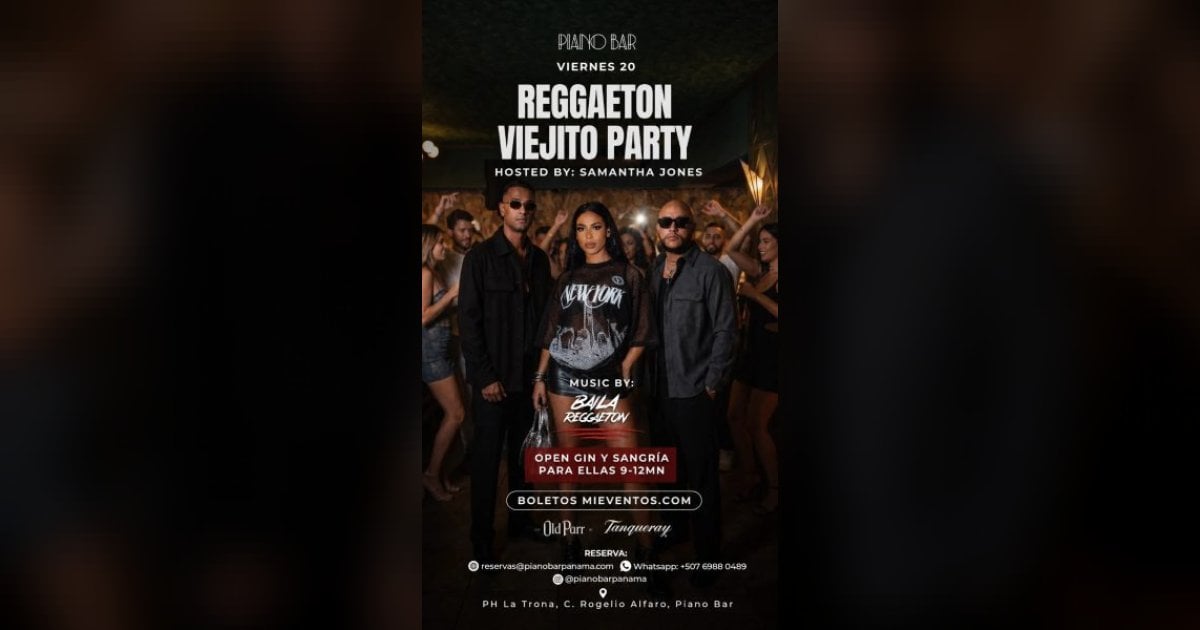 PIANO BAR
VIERNES 20
REGGAETON
VIEJITO PARTY
HOSTED BY: SAMANTHA JONES
NEW YORK
MUSIC BY:
BAILA
REGGAETON
OPEN GIN Y SANGRÍA
PARA ELLAS 9-12MN
BOLETOS MIEVENTOS.COM
Old Parr Tanqueray
RESERVA:
reservas@pianobarpanama.com Whatsapp: +507 6988 0489
@pianobarpanama
PH La Trona, C. Rogelio Alfaro, Piano Bar